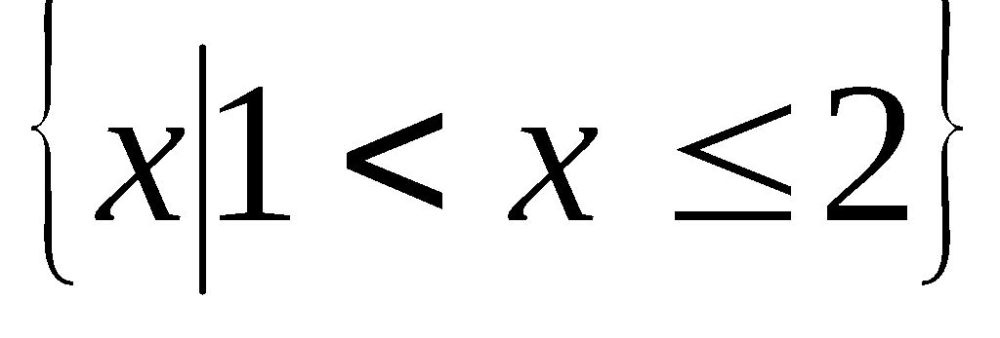 {x|1 < x ≤ 2}